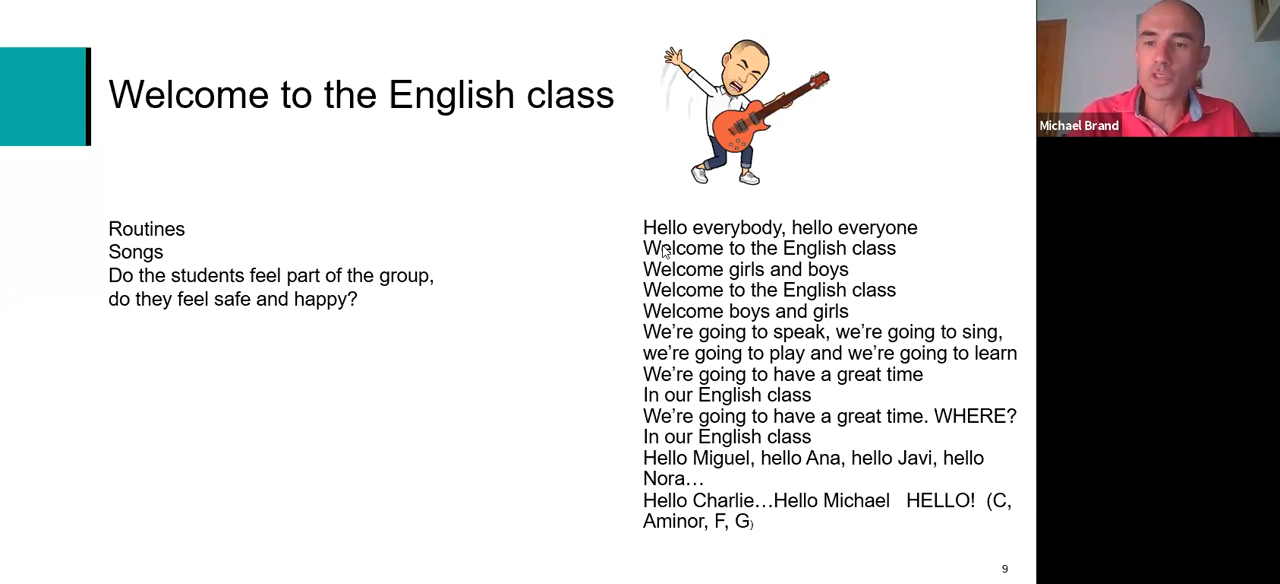 Welcome to the English class
Michael Brand
Routines
Songs
Do the students feel part of the group,
do they feel safe and happy?
Hello everybody, hello everyone
Welcome to the English class
Welcome girls and boys
Welcome to the English class
Welcome boys and girls
We’re going to speak, we’re going to sing,
we’re going to play and we’re going to learn
We’re going to have a great time
In our English class
We’re going to have a great time. WHERE?
In our English class
Hello Miguel, hello Ana, hello Javi, hello
Nora…
Hello Charlie…Hello Michael   HELLO!  (C,
Aminor, F, G)
9